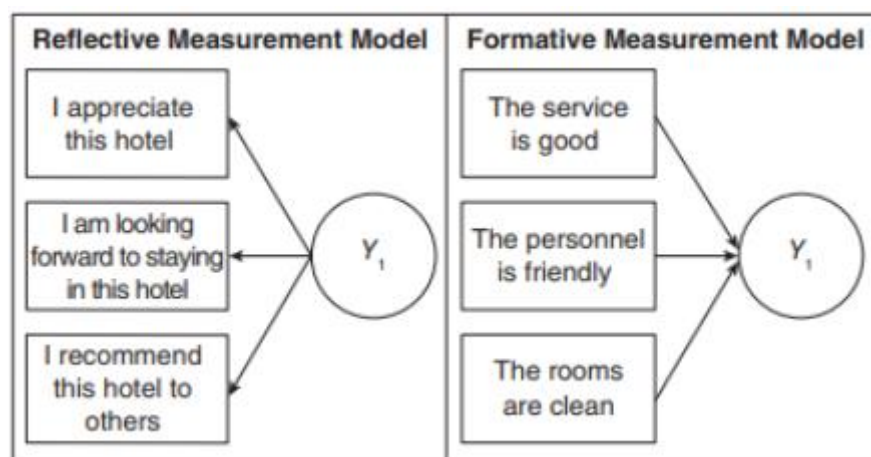 Reflective Measurement Model
I appreciate
this hotel
I am looking
forward to staying
in this hotel
I recommend
this hotel to
others
Y1
Formative Measurement Model
The service
is good
The personnel
is friendly
The rooms
are clean
Y1